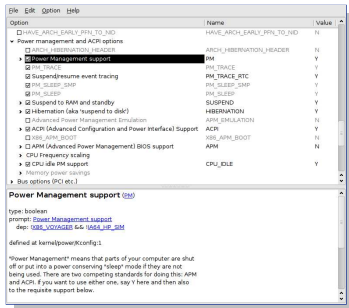 File Edit Option Help
Option Name Value
HAVE_ARCH_EARLY_PFN_TO_NID HAVE_ARCH_EARLY_PFN_TO_NID N
Power management and ACPI options
ARCH_HIBERNATION_HEADER ARCH_HIBERNATION_HEADER N
Power Management support PM Y
PM_TRACE PM_TRACE Y
Suspend/resume event tracing PM_TRACE_RTC Y
PM_SLEEP_SMP PM_SLEEP_SMP Y
PM_SLEEP PM_SLEEP Y
Suspend to RAM and standby SUSPEND Y
Hibernation (aka 'suspend to disk') HIBERNATION Y
Advanced Power Management Emulation APM_EMULATION N
ACPI (Advanced Configuration and Power Interface) Support ACPI Y
X86_APM_BOOT X86_APM_BOOT N
APM (Advanced Power Management) BIOS support APM N
CPU Frequency scaling
CPU idle PM support CPU_IDLE Y
Memory power savings
Bus options (PCI etc.)
Power Management support (PM)
type: boolean
prompt: Power Management support
dep: !X86_VOYAGER && !IA64_HP_SIM
defined at kernel/power/Kconfig:1
"Power Management" means that parts of your computer are shut
off or put into a power conserving "sleep" mode if they are not
being used. There are two competing standards for doing this: APM
and ACPI. If you want to use either one, say Y here and then also
to the requisite support below.